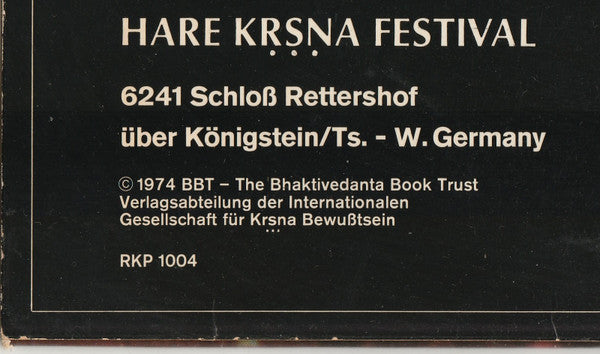 HARE KṚṢṆA FESTIVAL
6241 Schloß Rettershof
über Königstein/Ts. - W. Germany
© 1974 BBT – The Bhaktivedanta Book Trust
Verlagsabteilung der Internationalen
Gesellschaft für Kṛṣṇa Bewußtsein
RKP 1004